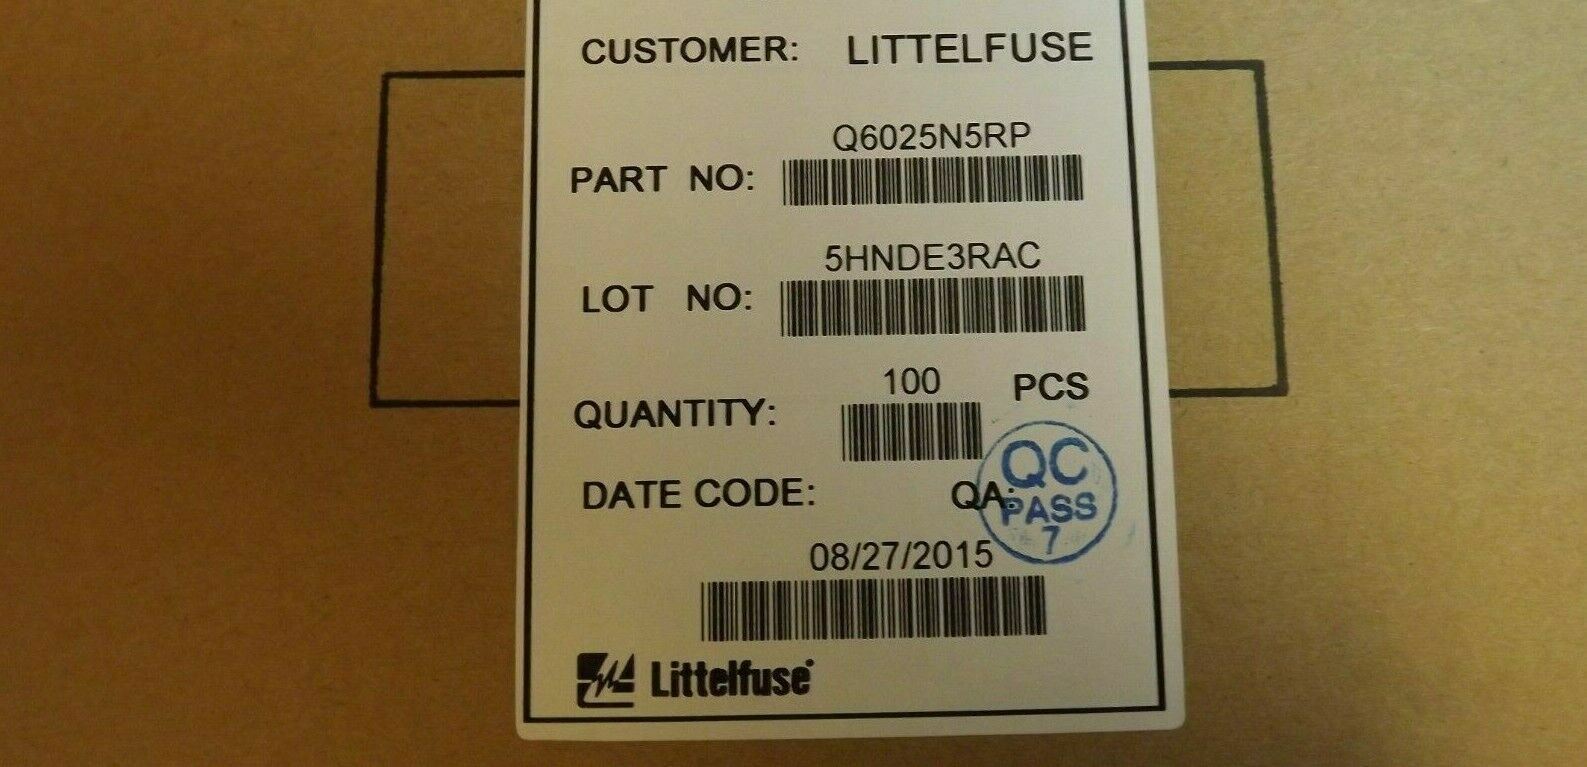 CUSTOMER: LITTELFUSE
Q6025N5RP
PART NO:
5HNDE3RAC
LOT NO:
100 PCS
QUANTITY:
QC
DATE CODE: QA:
PASS
7
08/27/2015
Littelfuse®